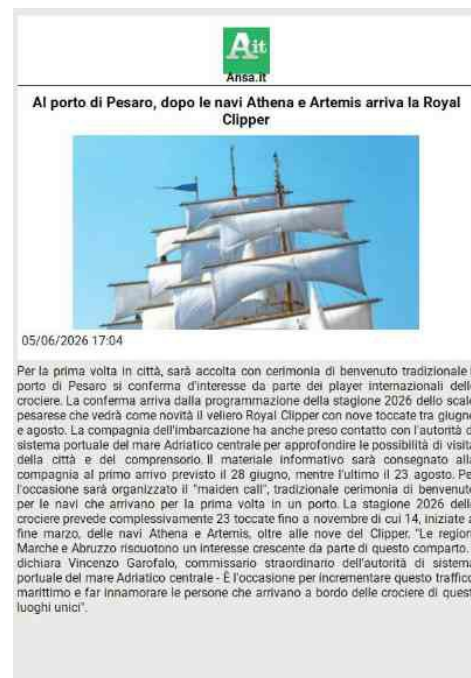 Ait
Ansa.it
Al porto di Pesaro, dopo le navi Athena e Artemis arriva la Royal
Clipper
05/06/2026 17:04
Per la prima volta in città, sarà accolta con cerimonia di benvenuto tradizionale
porto di Pesaro si conferma d'interesse da parte dei player internazionali dell
crociere. La conferma arriva dalla programmazione della stagione 2026 dello scal
pesarese che vedrà come novità il veliero Royal Clipper con nove toccate tra giugn
e agosto. La compagnia dell'imbarcazione ha anche preso contatto con l'autorità d
sistema portuale del mare Adriatico centrale per approfondire le possibilità di visit
della città e del comprensorio. Il materiale informativo sarà consegnato all
compagnia al primo arrivo previsto il 28 giugno, mentre l'ultimo il 23 agosto. Pe
l'occasione sarà organizzato il "maiden call", tradizionale cerimonia di benvenut
per le navi che arrivano per la prima volta in un porto. La stagione 2026 dell
crociere prevede complessivamente 23 toccate fino a novembre di cui 14, iniziate a
fine marzo, delle navi Athena e Artemis, oltre alle nove del Clipper. "Le region
Marche e Abruzzo riscuotono un interesse crescente da parte di questo comparto.
dichiara Vincenzo Garofalo, commissario straordinario dell'autorità di sistema
portuale del mare Adriatico centrale - È l'occasione per incrementare questo traffico
marittimo e far innamorare le persone che arrivano a bordo delle crociere di quest
luoghi unici".